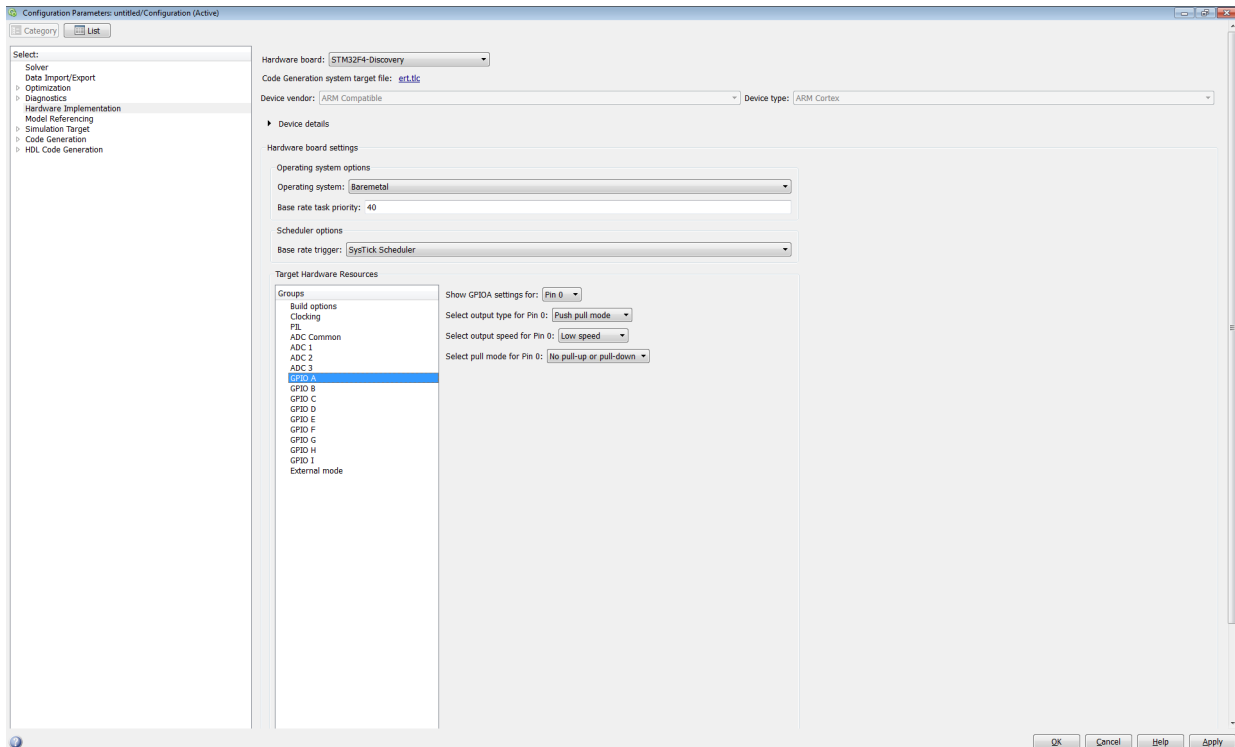 Configuration Parameters: untitled/Configuration (Active)
Category List
Select:
Solver
Data Import/Export
Optimization
Diagnostics
Hardware Implementation
Model Referencing
Simulation Target
Code Generation
HDL Code Generation
Hardware board: STM32F4-Discovery
Code Generation system target file: ert.tlc
Device vendor: ARM Compatible Device type: ARM Cortex
Device details
Hardware board settings
Operating system options
Operating system: Baremetal
Base rate task priority: 40
Scheduler options
Base rate trigger: SysTick Scheduler
Target Hardware Resources
Groups
Build options
Clocking
PIL
ADC Common
ADC 1
ADC 2
ADC 3
GPIO A
GPIO B
GPIO C
GPIO D
GPIO E
GPIO F
GPIO G
GPIO H
GPIO I
External mode
Show GPIOA settings for: Pin 0
Select output type for Pin 0: Push pull mode
Select output speed for Pin 0: Low speed
Select pull mode for Pin 0: No pull-up or pull-down
OK Cancel Help Apply